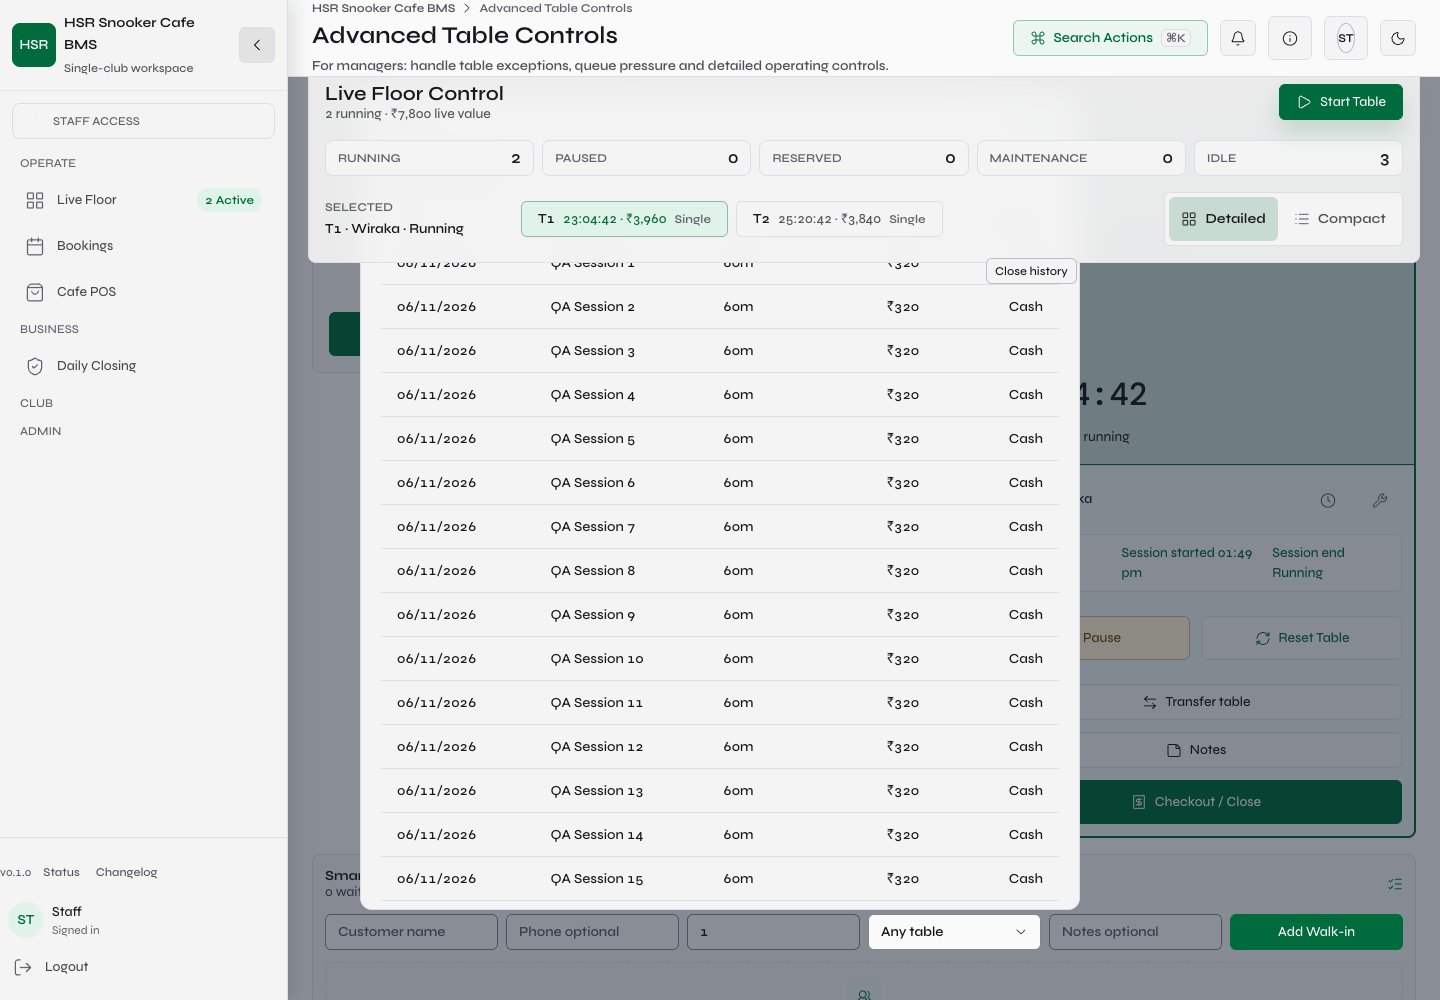 HSR
HSR Snooker Cafe
BMS
Single-club workspace
STAFF ACCESS
OPERATE
Live Floor
2 Active
Bookings
Cafe POS
BUSINESS
Daily Closing
CLUB
ADMIN
v0.1.0 Status Changelog
ST
Staff
Signed in
Logout
HSR Snooker Cafe BMS > Advanced Table Controls
Advanced Table Controls
For managers: handle table exceptions, queue pressure and detailed operating controls.
Search Actions ⌘K
ST
Live Floor Control
2 running · ₹7,800 live value
Start Table
RUNNING 2
PAUSED 0
RESERVED 0
MAINTENANCE 0
IDLE 3
SELECTED
T1 · Wiraka · Running
T1 23:04:42 · ₹3,960 Single
T2 25:20:42 · ₹3,840 Single
Detailed
Compact
06/11/2026 QA Session 1 60m ₹320
Close history
06/11/2026 QA Session 2 60m ₹320 Cash
06/11/2026 QA Session 3 60m ₹320 Cash
06/11/2026 QA Session 4 60m ₹320 Cash
06/11/2026 QA Session 5 60m ₹320 Cash
06/11/2026 QA Session 6 60m ₹320 Cash
06/11/2026 QA Session 7 60m ₹320 Cash
06/11/2026 QA Session 8 60m ₹320 Cash
06/11/2026 QA Session 9 60m ₹320 Cash
06/11/2026 QA Session 10 60m ₹320 Cash
06/11/2026 QA Session 11 60m ₹320 Cash
06/11/2026 QA Session 12 60m ₹320 Cash
06/11/2026 QA Session 13 60m ₹320 Cash
06/11/2026 QA Session 14 60m ₹320 Cash
06/11/2026 QA Session 15 60m ₹320 Cash
4:42
running
ka
Session started 01:49
pm
Session end
Running
Pause
Reset Table
Transfer table
Notes
Checkout / Close
Smar
0 wait
Customer name
Phone optional
1
Any table
Notes optional
Add Walk-in